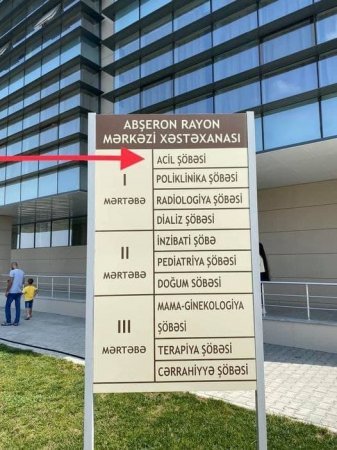 ABŞERON RAYON
MƏRKƏZİ XƏSTƏXANASI
I
MƏRTƏBƏ
ACİL ŞÖBƏSİ
POLİKLİNİKA ŞÖBƏSİ
RADİOLOGİYA ŞÖBƏSİ
DİALİZ ŞÖBƏSİ
II
MƏRTƏBƏ
İNZİBATİ ŞÖBƏ
PEDİATRİYA ŞÖBƏSİ
DOĞUM ŞÖBƏSİ
III
MƏRTƏBƏ
MAMA-GİNEKOLOGİYA
ŞÖBƏSİ
TERAPİYA ŞÖBƏSİ
CƏRRAHİYYƏ ŞÖBƏSİ